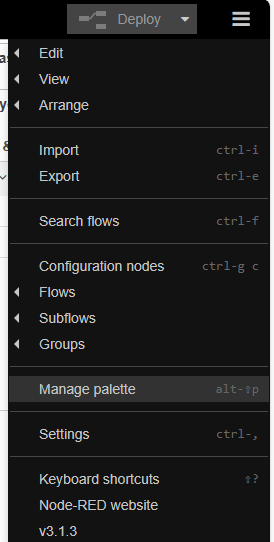 Deploy
Edit
View
Arrange
Import ctrl-i
Export ctrl-e
Search flows ctrl-f
Configuration nodes ctrl-g c
Flows
Subflows
Groups
Manage palette alt-⇧p
Settings ctrl-,
Keyboard shortcuts ⇧?
Node-RED website
v3.1.3